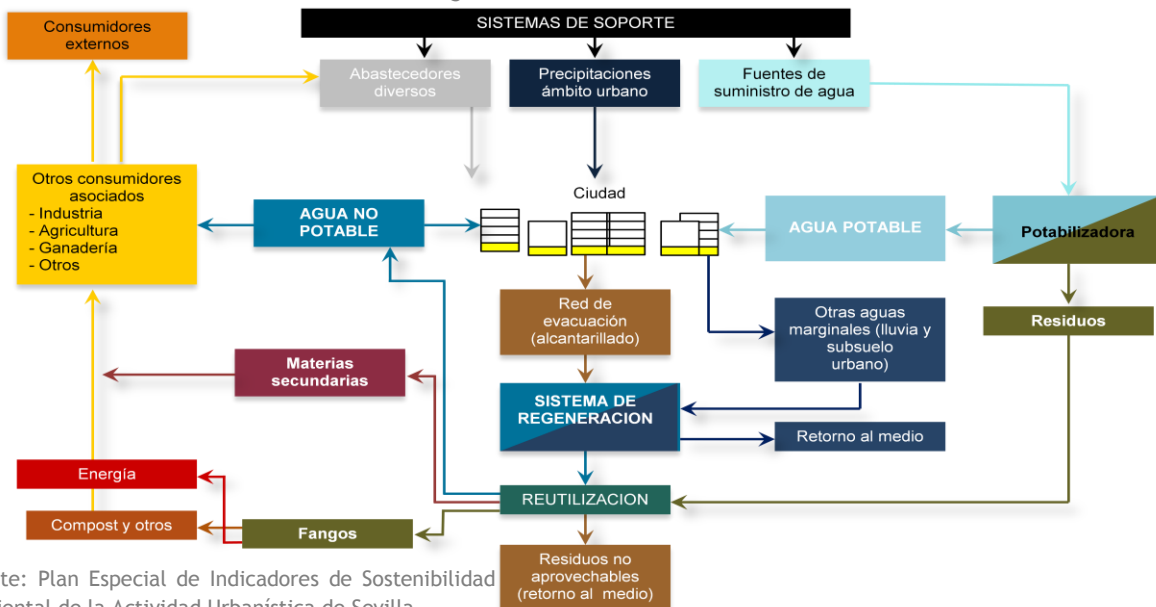 SISTEMAS DE SOPORTE
Consumidores
externos
Abastecedores
diversos
Precipitaciones
ámbito urbano
Fuentes de
suministro de agua
Otros consumidores
asociados
- Industria
- Agricultura
- Ganadería
- Otros
AGUA NO
POTABLE
Ciudad
AGUA POTABLE
Potabilizadora
Red de
evacuación
(alcantarillado)
Otras aguas
marginales (lluvia y
subsuelo
urbano)
Residuos
Materias
secundarias
SISTEMA DE
REGENERACION
Retorno al medio
Energía
REUTILIZACION
Compost y otros
Fangos
Residuos no
aprovechables
(retorno al medio)
te: Plan Especial de Indicadores de Sostenibilidad
iental de la Actividad Urbanística de Sevilla